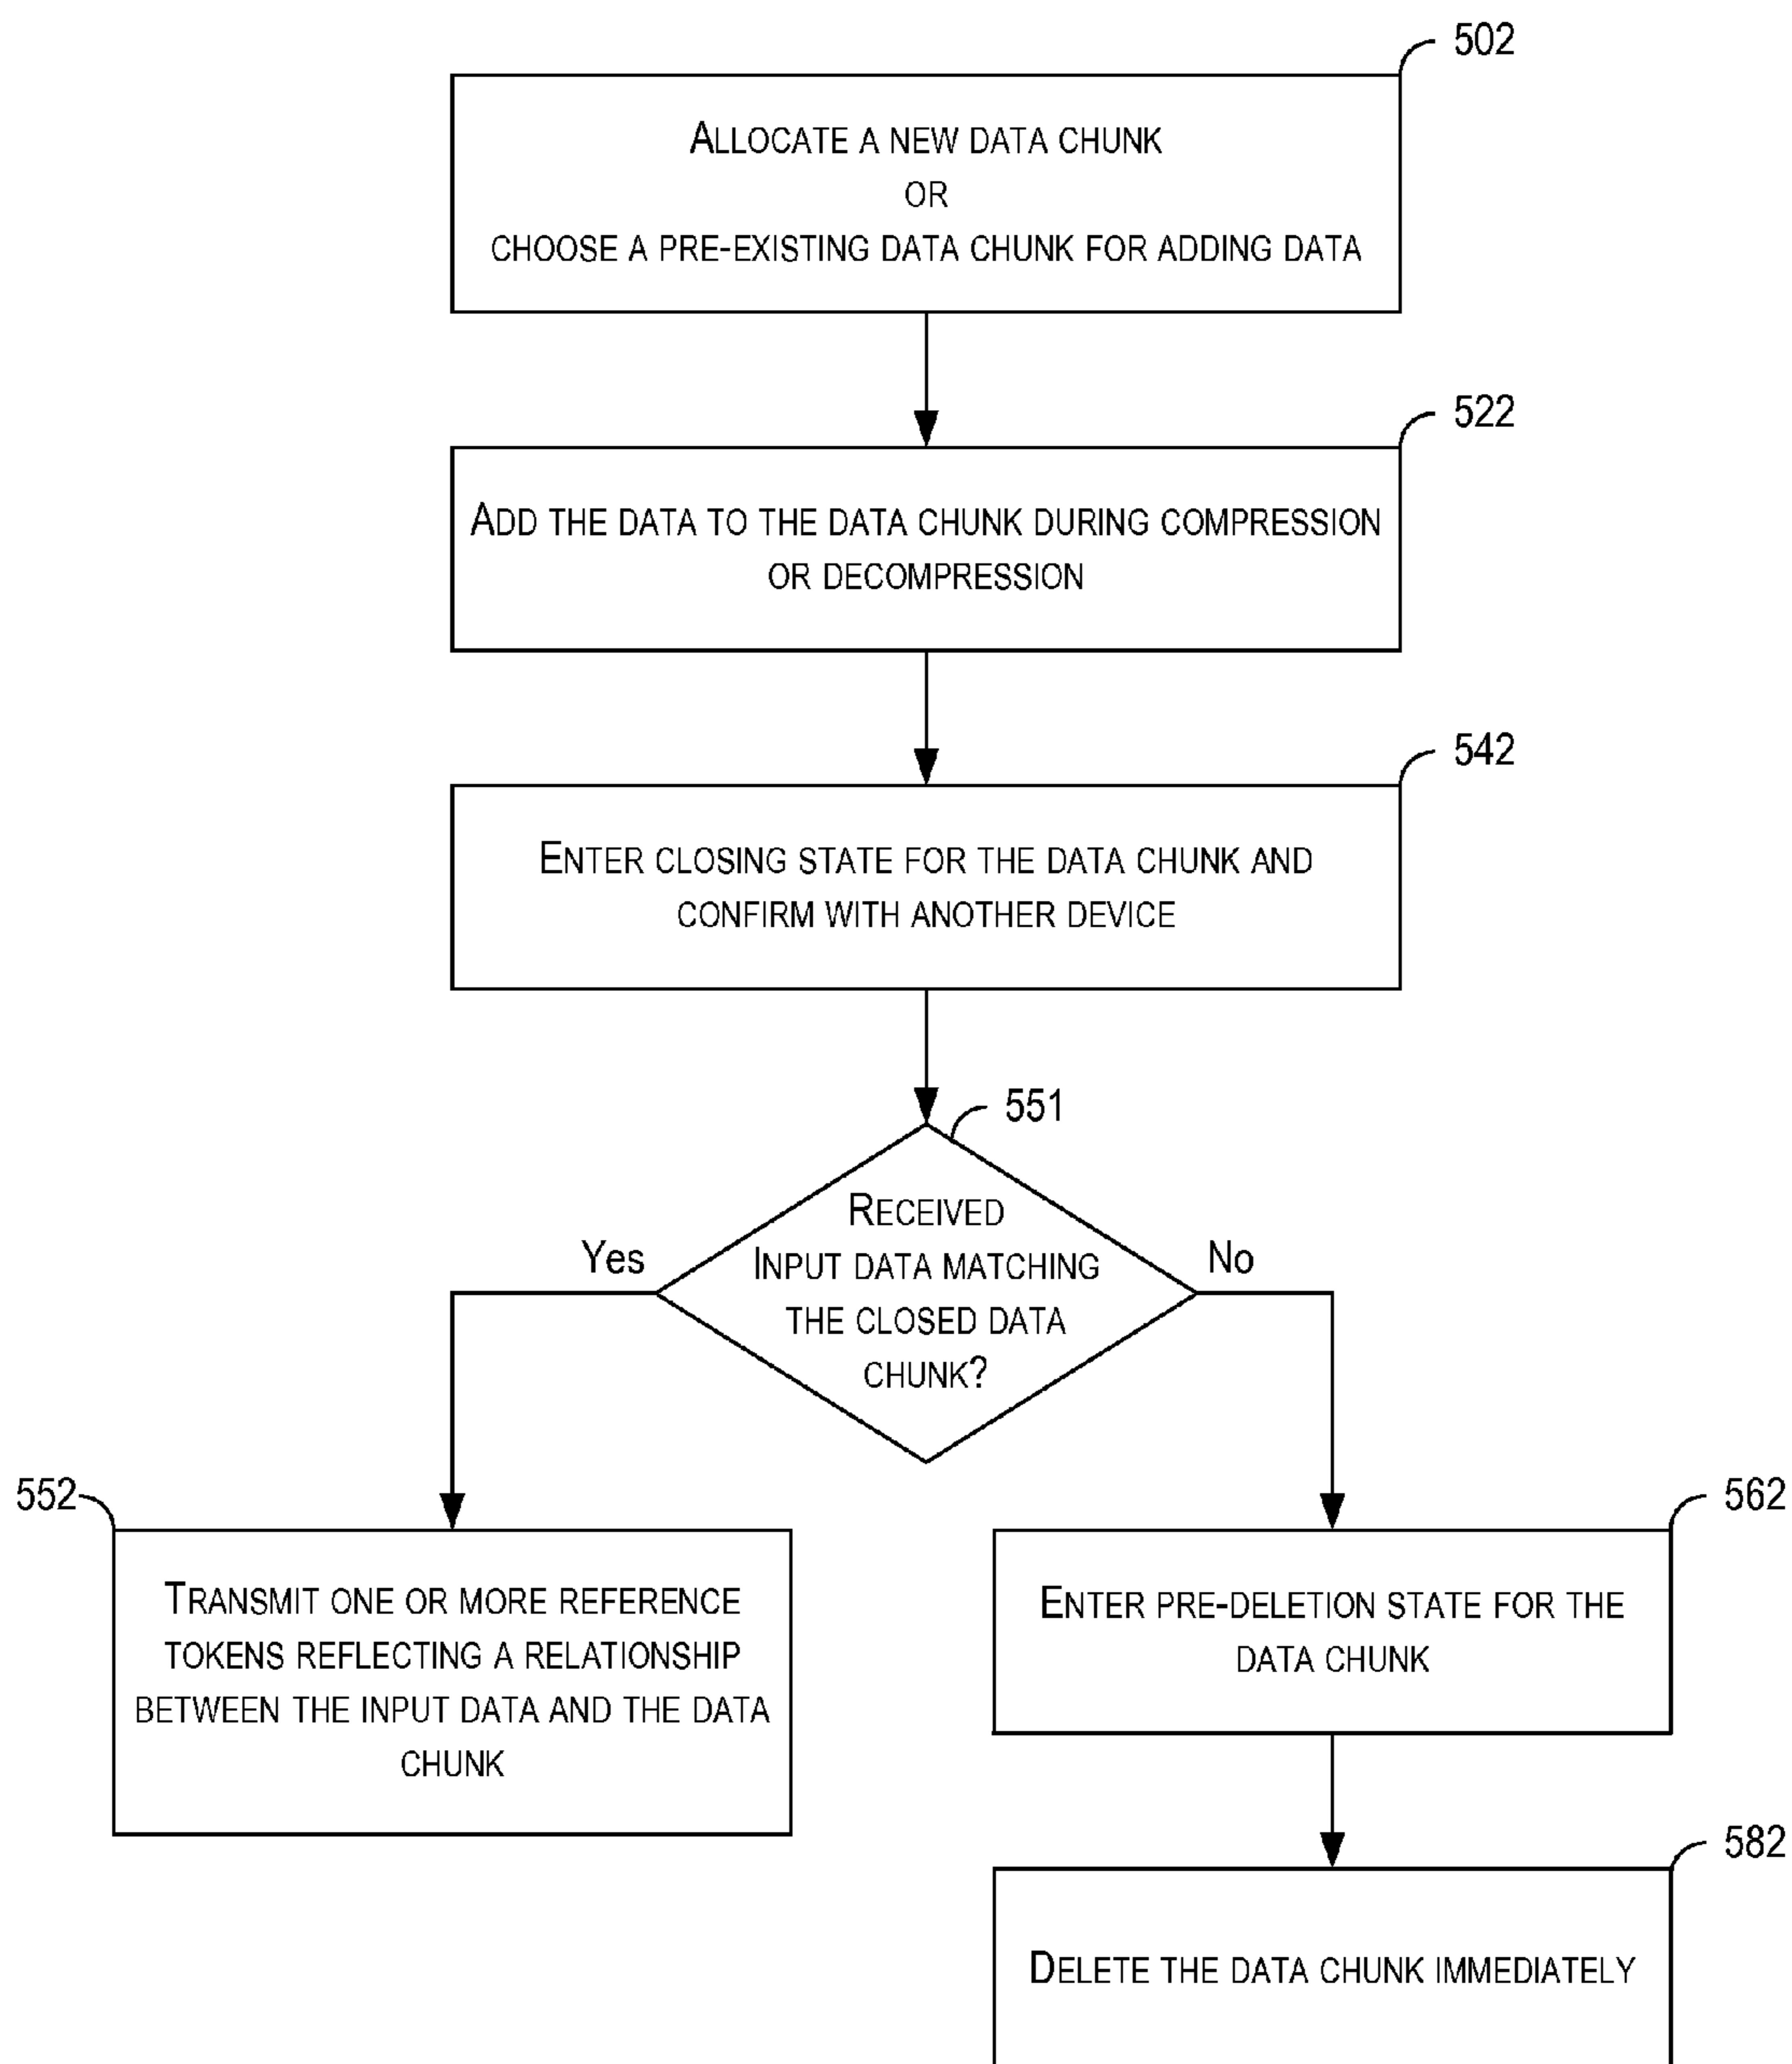 502
ALLOCATE A NEW DATA CHUNK
OR
CHOOSE A PRE-EXISTING DATA CHUNK FOR ADDING DATA
522
ADD THE DATA TO THE DATA CHUNK DURING COMPRESSION
OR DECOMPRESSION
542
ENTER CLOSING STATE FOR THE DATA CHUNK AND
CONFIRM WITH ANOTHER DEVICE
551
RECEIVED
INPUT DATA MATCHING
THE CLOSED DATA
CHUNK?
Yes
No
552
TRANSMIT ONE OR MORE REFERENCE
TOKENS REFLECTING A RELATIONSHIP
BETWEEN THE INPUT DATA AND THE DATA
CHUNK
562
ENTER PRE-DELETION STATE FOR THE
DATA CHUNK
582
DELETE THE DATA CHUNK IMMEDIATELY